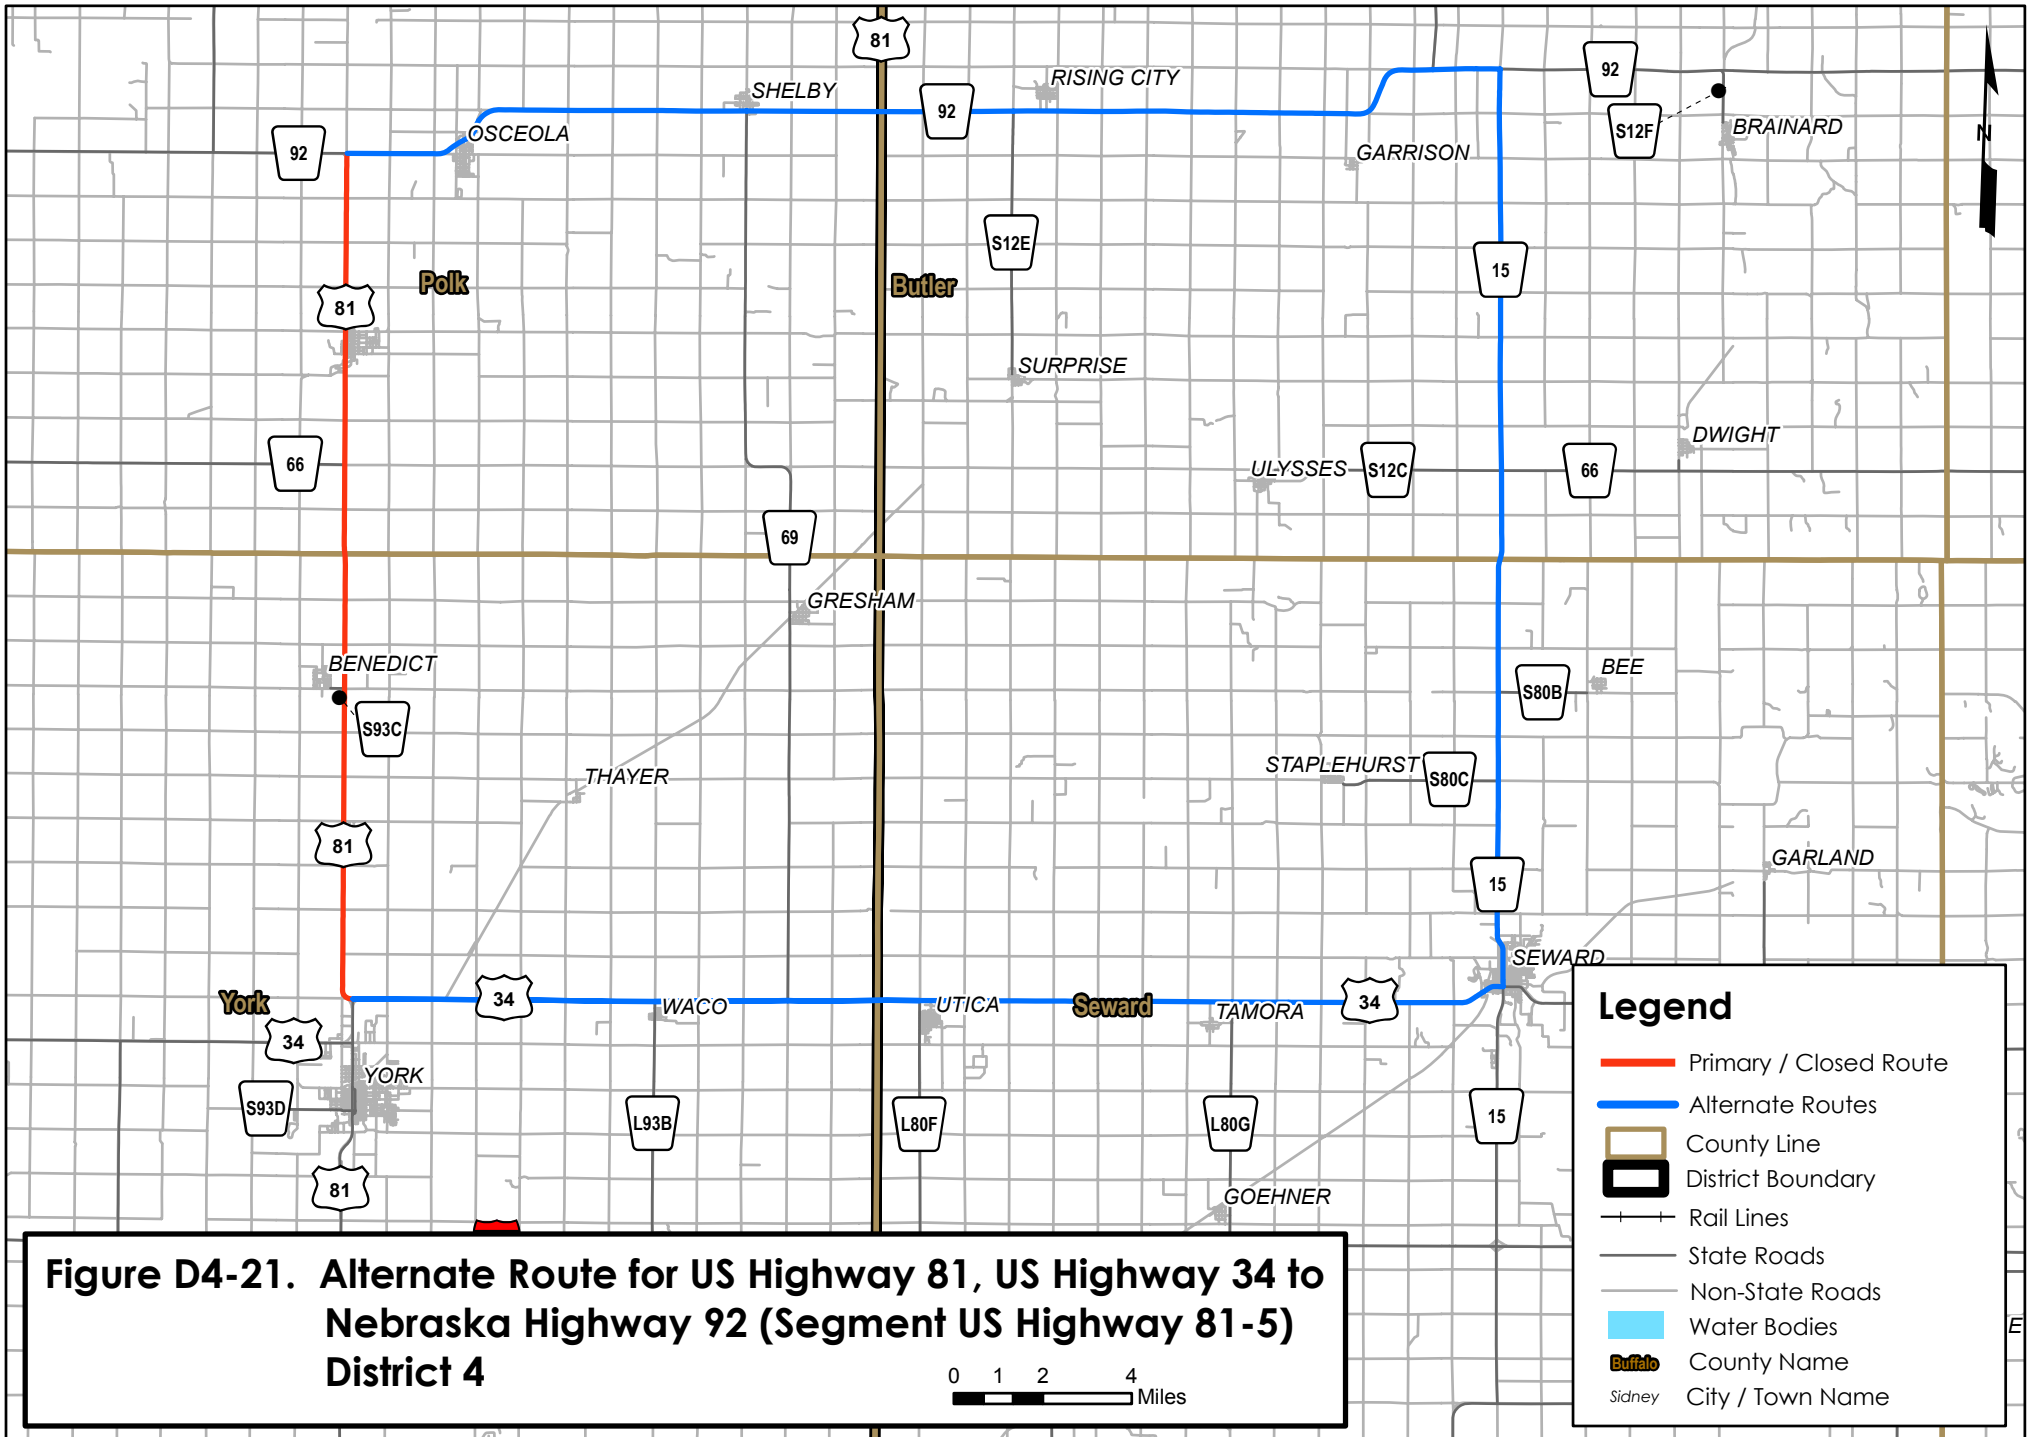 81
SHELBY
RISING CITY
92
92
S12F
BRAINARD
OSCEOLA
92
GARRISON
N
S12E
15
Polk
Butler
81
SURPRISE
DWIGHT
66
ULYSSES
S12C
66
69
GRESHAM
BENEDICT
BEE
S80B
S93C
STAPLEHURST
S80C
THAYER
81
GARLAND
15
SEWARD
York
34
WACO
UTICA
Seward
TAMORA
34
34
YORK
S93D
L93B
L80F
L80G
15
81
GOEHNER
Legend
Primary / Closed Route
Alternate Routes
County Line
District Boundary
Rail Lines
State Roads
Non-State Roads
Water Bodies
Buffalo County Name
Sidney City / Town Name
E
Figure D4-21. Alternate Route for US Highway 81, US Highway 34 to
Nebraska Highway 92 (Segment US Highway 81-5)
District 4
0 1 2 4
Miles